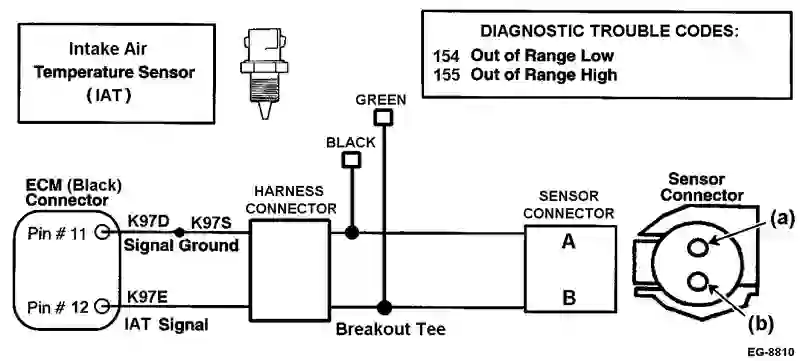 Intake Air
Temperature Sensor
(IAT)
DIAGNOSTIC TROUBLE CODES:
154 Out of Range Low
155 Out of Range High
GREEN
BLACK
ECM (Black)
Connector
HARNESS
CONNECTOR
SENSOR
CONNECTOR
Sensor
Connector
K97D
K97S
Pin # 11
Signal Ground
A
(a)
K97E
Pin # 12
IAT Signal
B
Breakout Tee
(b)
EG-8810